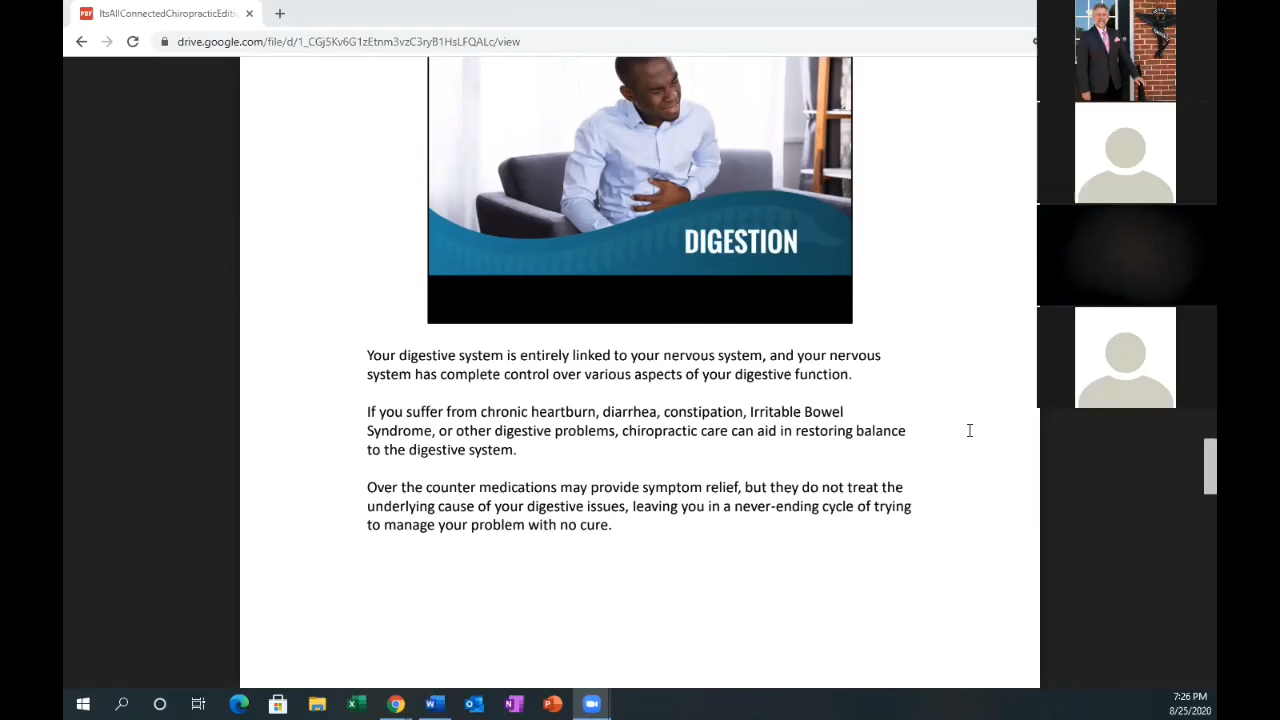 ItsAllConnectedChiropracticEditi
drive.google.com/file/d/1_CGj5Kv6G1zEtnm3vzC3ryB1HsLFQALc/view
DIGESTION
Your digestive system is entirely linked to your nervous system, and your nervous
system has complete control over various aspects of your digestive function.
If you suffer from chronic heartburn, diarrhea, constipation, Irritable Bowel
Syndrome, or other digestive problems, chiropractic care can aid in restoring balance
to the digestive system.
Over the counter medications may provide symptom relief, but they do not treat the
underlying cause of your digestive issues, leaving you in a never-ending cycle of trying
to manage your problem with no cure.
7:26 PM
8/25/2020